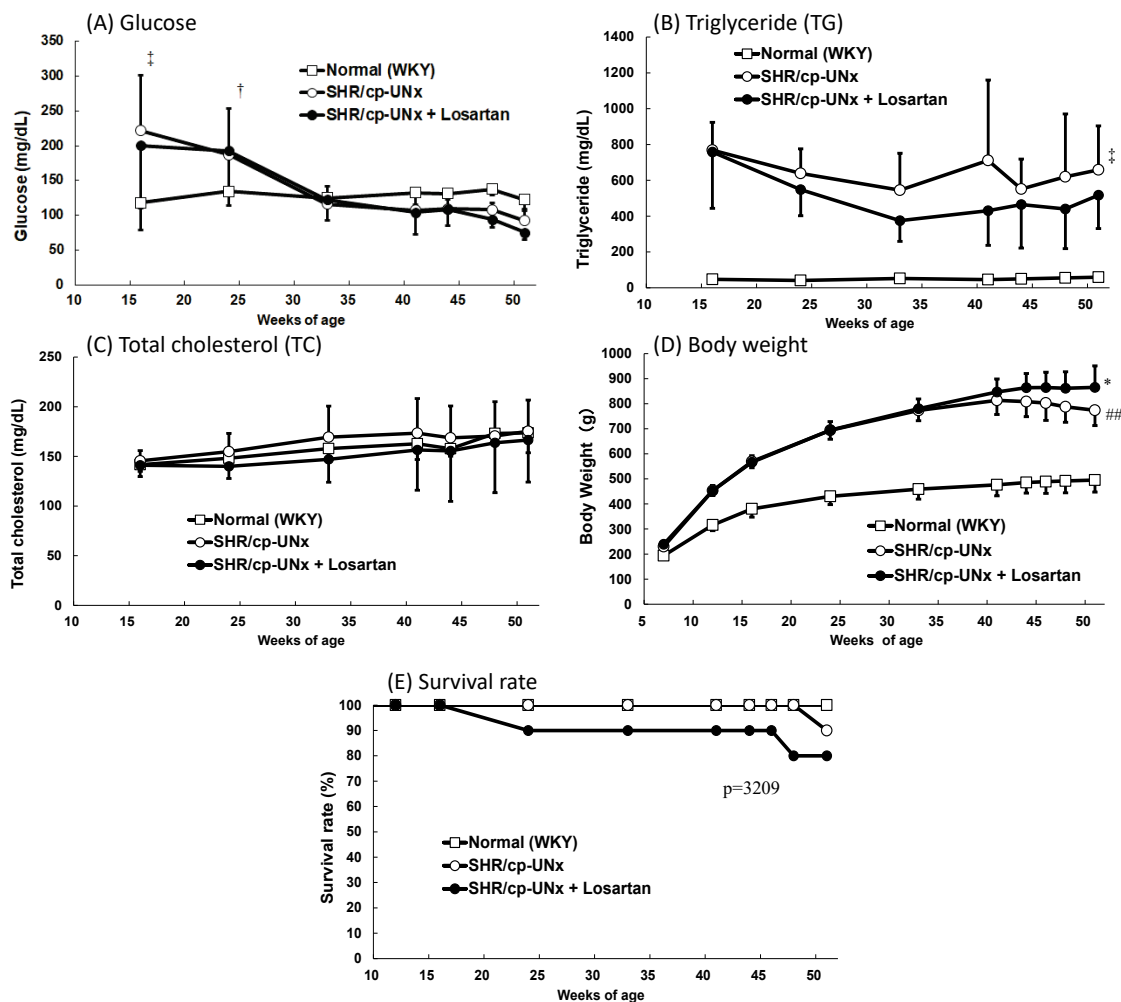 (A) Glucose
350
300
250
200
150
100
50
0
Glucose (mg/dL)
‡
†
Normal (WKY)
SHR/cp-UNx
SHR/cp-UNx + Losartan
10 15 20 25 30 35 40 45 50
Weeks of age
(B) Triglyceride (TG)
1400
1200
1000
800
600
400
200
0
Triglyceride (mg/dL)
Normal (WKY)
SHR/cp-UNx
SHR/cp-UNx + Losartan
‡
10 15 20 25 30 35 40 45 50
Weeks of age
(C) Total cholesterol (TC)
250
200
150
100
50
0
Total cholesterol (mg/dL)
Normal (WKY)
SHR/cp-UNx
SHR/cp-UNx + Losartan
10 15 20 25 30 35 40 45 50
Weeks of age
(D) Body weight
1000
900
800
700
600
500
400
300
200
100
0
Body Weight (g)
*
##
Normal (WKY)
SHR/cp-UNx
SHR/cp-UNx + Losartan
5 10 15 20 25 30 35 40 45 50
Weeks of age
(E) Survival rate
100
90
80
70
60
50
40
30
20
10
0
Survival rate (%)
p=3209
Normal (WKY)
SHR/cp-UNx
SHR/cp-UNx + Losartan
10 15 20 25 30 35 40 45 50
Weeks of age